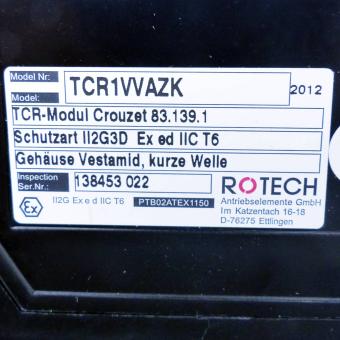 Model Nr:
Model:
TCR1VVAZK
2012
TCR-Modul Crouzet 83.139.1
Schutzart II2G3D Ex ed IIC T6
Gehäuse Vestamid, kurze Welle
Inspection
Ser.Nr.:
138453 022
ROTECH
Antriebselemente GmbH
Im Katzentach 16-18
D-76275 Ettlingen
Ex
II2G Ex e d IIC T6
PTB02ATEX1150